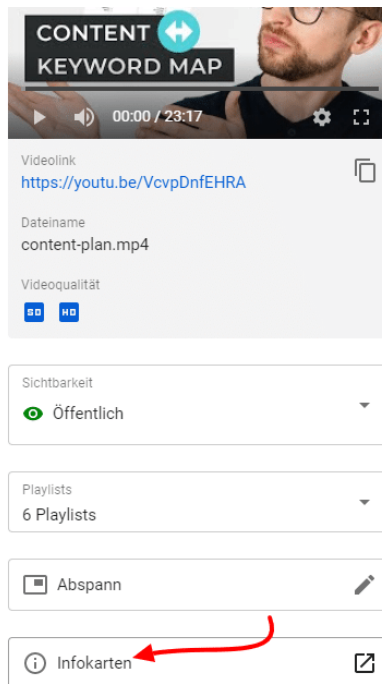 CONTENT
KEYWORD MAP
00:00 / 23:17
Videolink
https://youtu.be/VcvpDnfEHRA
Dateiname
content-plan.mp4
Videoqualität
SD HD
Sichtbarkeit
Öffentlich
Playlists
6 Playlists
Abspann
Infokarten